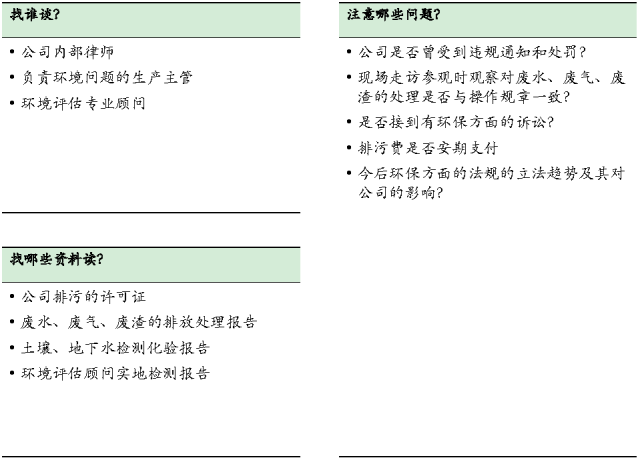 找谁谈?
• 公司内部律师
• 负责环境问题的生产主管
• 环境评估专业顾问
找哪些资料读?
• 公司排污的许可证
• 废水、废气、废渣的排放处理报告
• 土壤、地下水检测化验报告
• 环境评估顾问实地检测报告
注意哪些问题?
• 公司是否曾受到违规通知和处罚?
• 现场走访参观时观察对废水、废气、废
渣的处理是否与操作规章一致?
• 是否接到有环保方面的诉讼?
• 排污费是否安期支付
• 今后环保方面的法规的立法趋势及其对
公司的影响?